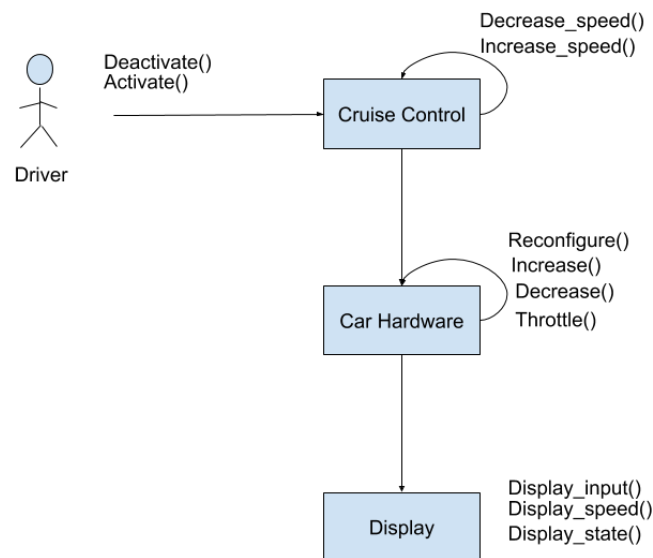 Decrease_speed()
Increase_speed()
Deactivate()
Activate()
Cruise Control
Driver
Reconfigure()
Increase()
Decrease()
Car Hardware
Throttle()
Display_input()
Display_speed()
Display
Display_state()